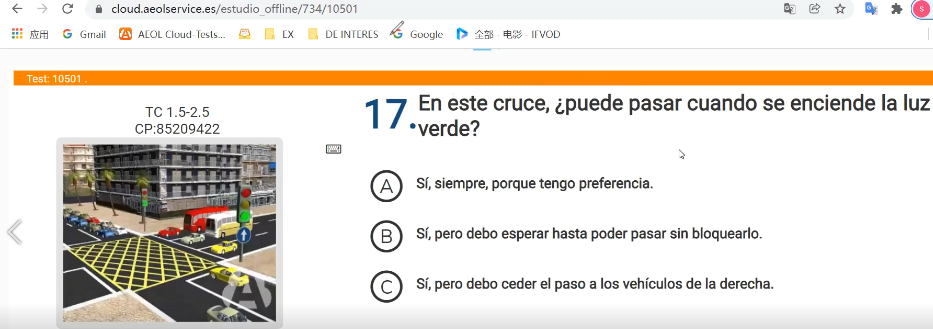 cloud.aeolservice.es/estudio_offline/734/10501
应用 Gmail AEOL Cloud-Tests... EX DE INTERES Google 全部 - 电影 - IFVOD
Test: 10501 .
TC 1.5-2.5
CP:85209422
17. En este cruce, ¿puede pasar cuando se enciende la luz
verde?
A Sí, siempre, porque tengo preferencia.
B Sí, pero debo esperar hasta poder pasar sin bloquearlo.
C Sí, pero debo ceder el paso a los vehículos de la derecha.